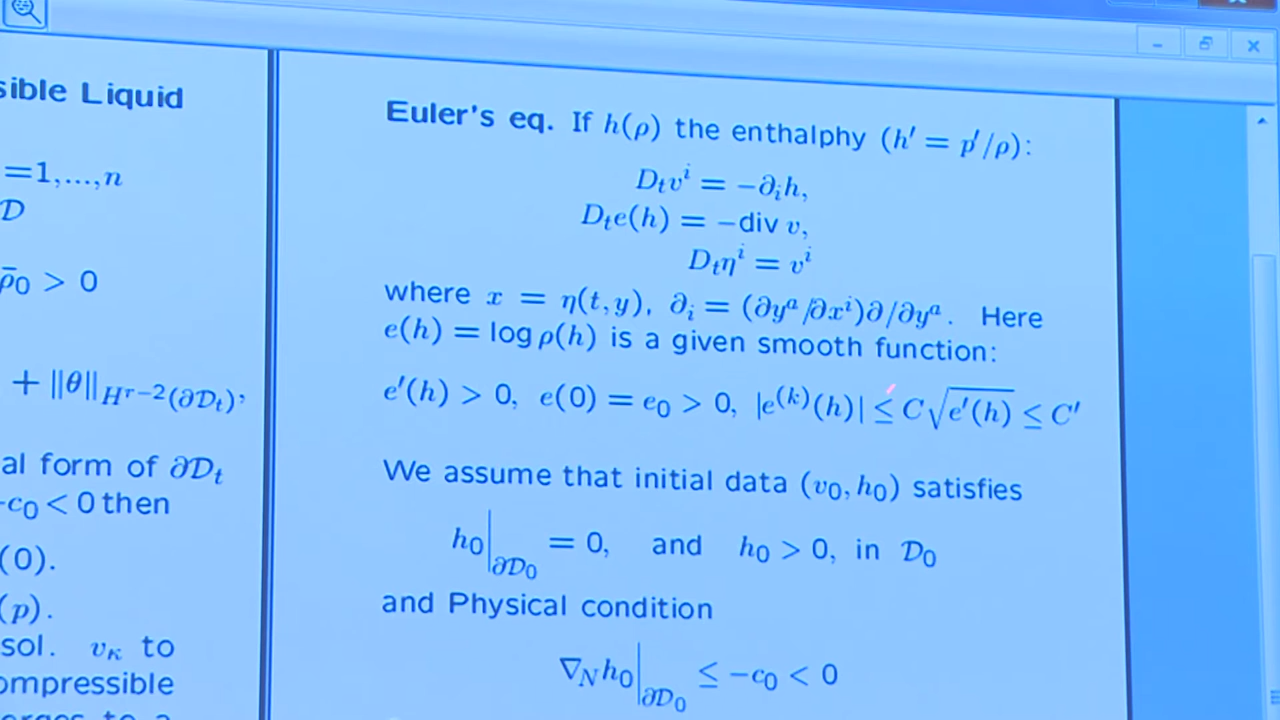 sible Liquid
=1,...,n
D
ρ̄0 > 0
+ ||θ||_{H^{r−2}(∂D_t)},
al form of ∂D_t
-c0 < 0 then
(0).
(p).
sol. v_κ to
ompressible
Euler's eq. If h(ρ) the enthalphy (h′ = p′/ρ):
D_t v^i = −∂_i h,
D_t e(h) = −div v,
D_t η^i = v^i
where x = η(t, y), ∂_i = (∂y^a/∂x^i)∂/∂y^a. Here
e(h) = log ρ(h) is a given smooth function:
e′(h) > 0, e(0) = e0 > 0, |e^{(k)}(h)| ≤ C√e′(h) ≤ C′
We assume that initial data (v0, h0) satisfies
h0|_{∂D0} = 0, and h0 > 0, in D0
and Physical condition
∇_N h0|_{∂D0} ≤ −c0 < 0